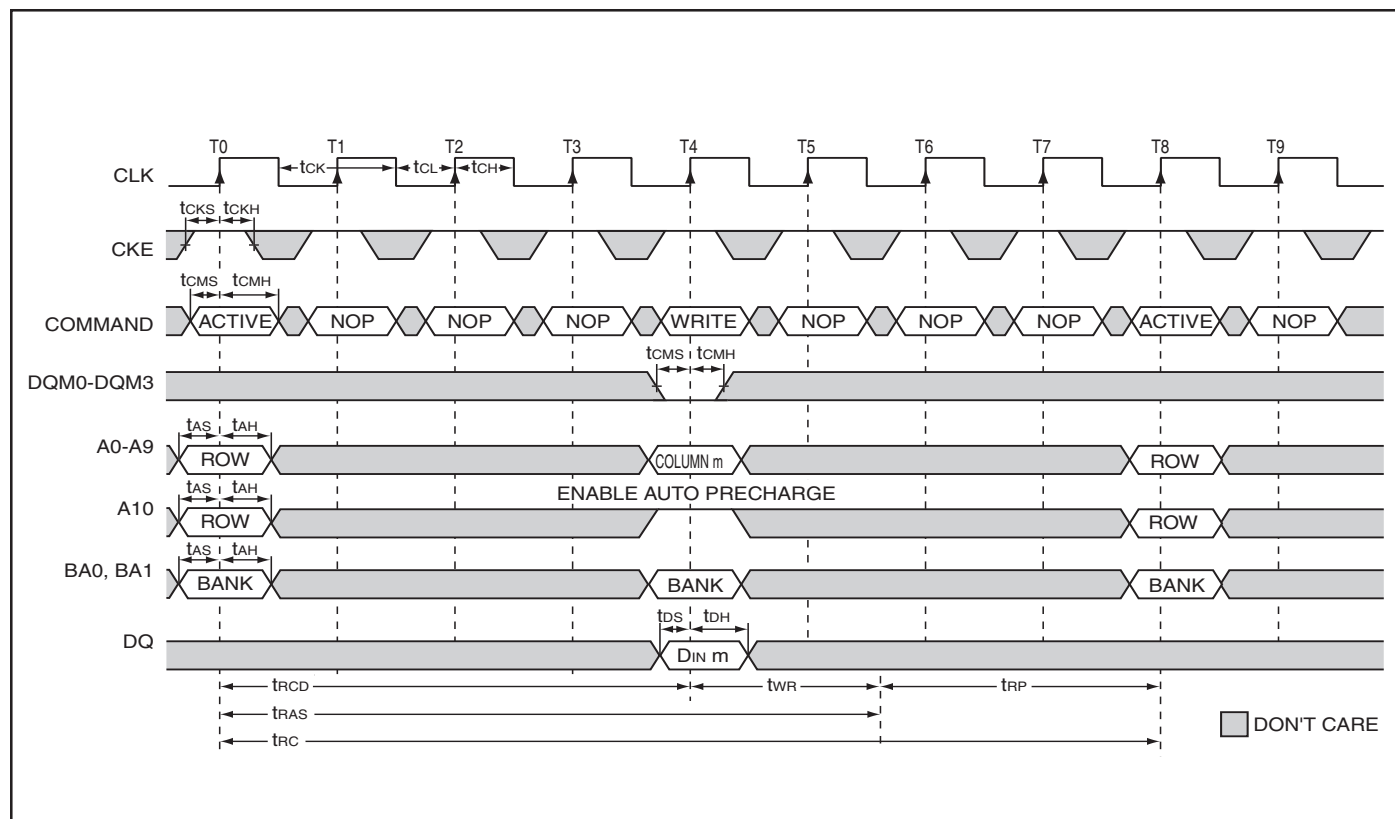 T0 T1 T2 T3 T4 T5 T6 T7 T8 T9
CLK tCK tCL tCH
tCKS tCKH
CKE
tCMS tCMH
COMMAND ACTIVE NOP NOP NOP WRITE NOP NOP NOP ACTIVE NOP
tCMS tCMH
DQM0-DQM3
tAS tAH
A0-A9 ROW COLUMN m ROW
tAS tAH ENABLE AUTO PRECHARGE
A10 ROW ROW
tAS tAH
BA0, BA1 BANK BANK BANK
tDS tDH
DQ DIN m
tRCD tWR tRP
tRAS
tRC
DON'T CARE